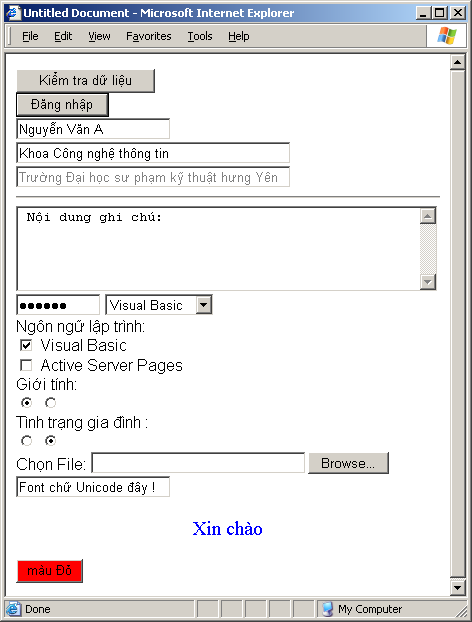 Untitled Document - Microsoft Internet Explorer
File Edit View Favorites Tools Help
Kiểm tra dữ liệu
Đăng nhập
Nguyễn Văn A
Khoa Công nghệ thông tin
Trường Đại học sư phạm kỹ thuật hưng Yên
Nội dung ghi chú:
●●●●●● Visual Basic
Ngôn ngữ lập trình:
Visual Basic
Active Server Pages
Giới tính:
Tình trạng gia đình :
Chọn File: Browse...
Font chữ Unicode đây !
Xin chào
màu Đỏ
Done My Computer